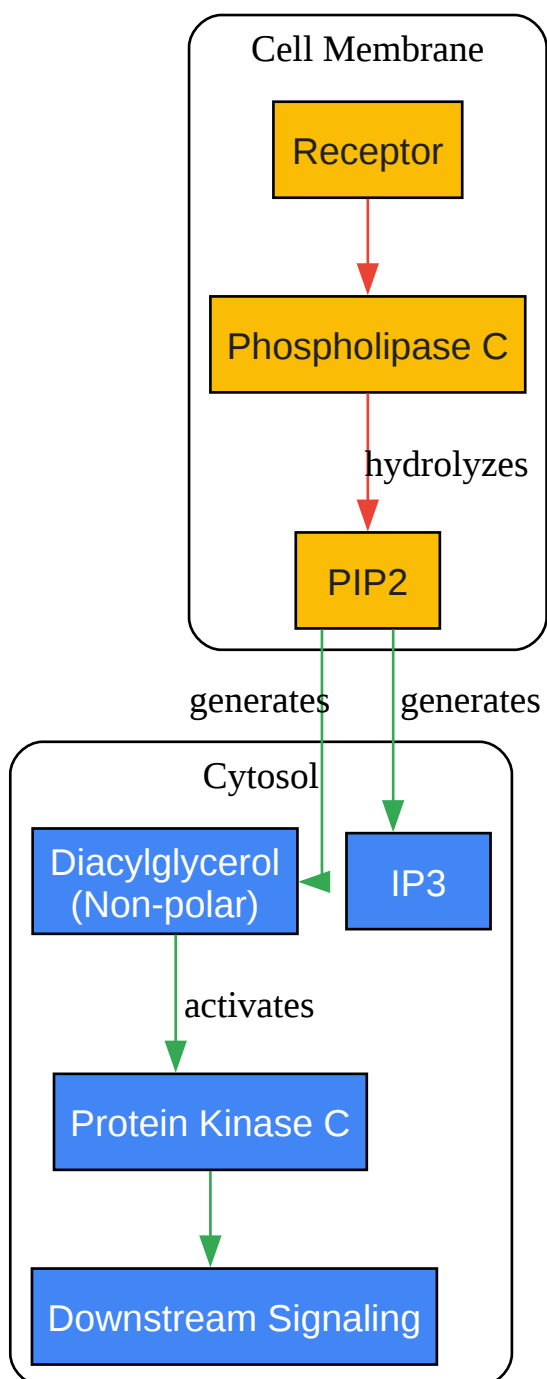 Cell Membrane
Receptor
Phospholipase C
hydrolyzes
PIP2
generates
generates
Cytosol
Diacylglycerol
(Non-polar)
IP3
activates
Protein Kinase C
Downstream Signaling